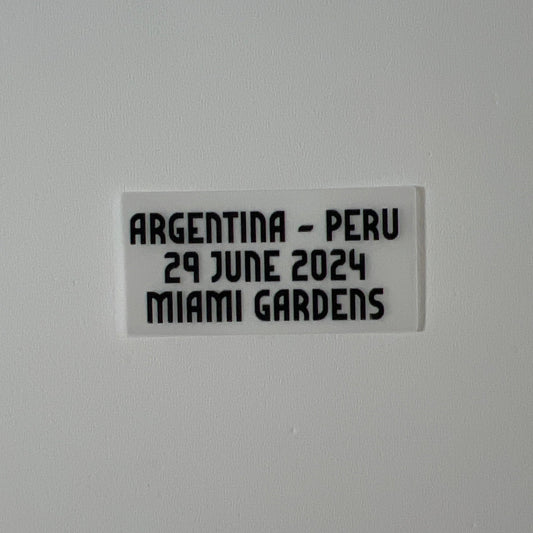 ARGENTINA - PERU
29 JUNE 2024
MIAMI GARDENS